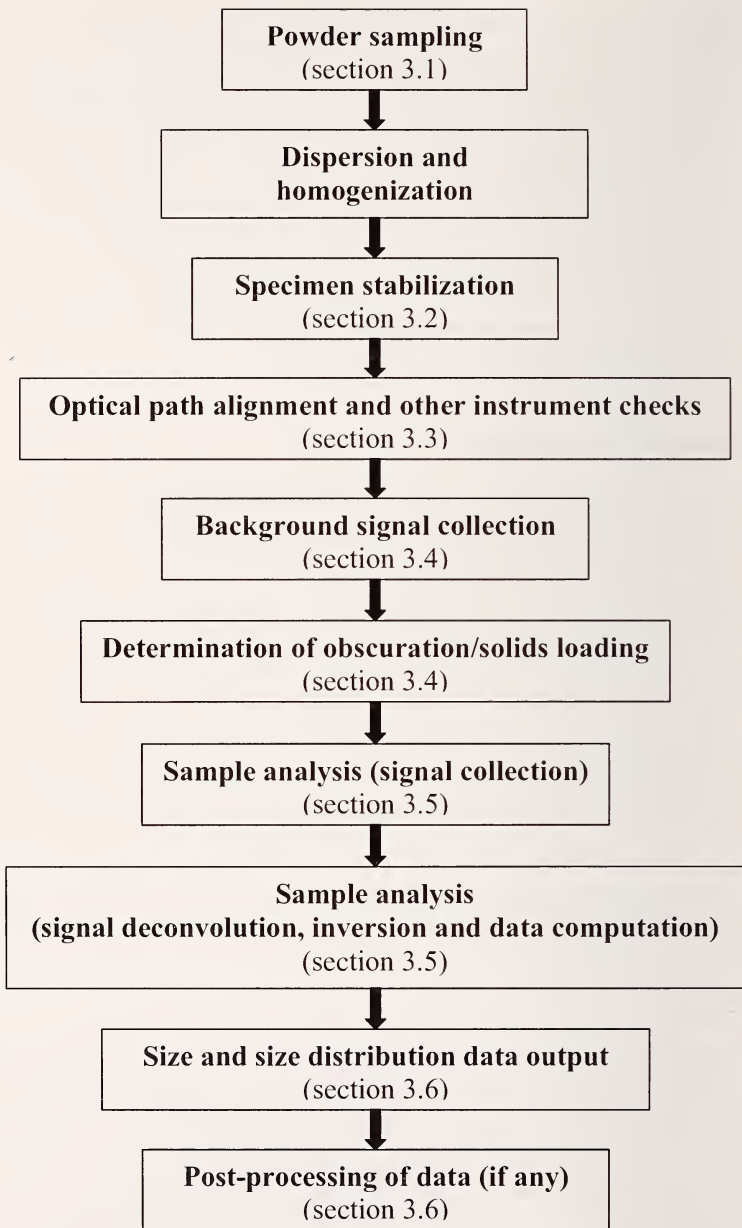 Powder sampling
(section 3.1)
Dispersion and
homogenization
Specimen stabilization
(section 3.2)
Optical path alignment and other instrument checks
(section 3.3)
Background signal collection
(section 3.4)
Determination of obscuration/solids loading
(section 3.4)
Sample analysis (signal collection)
(section 3.5)
Sample analysis
(signal deconvolution, inversion and data computation)
(section 3.5)
Size and size distribution data output
(section 3.6)
Post-processing of data (if any)
(section 3.6)